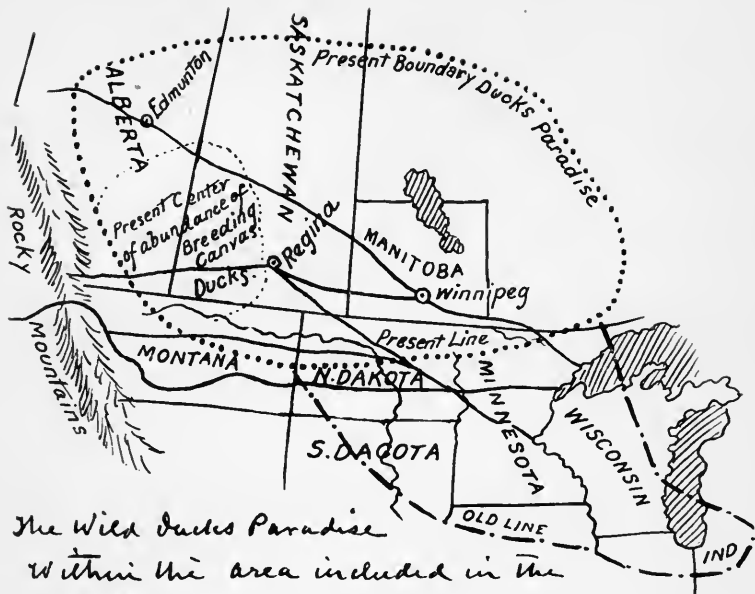 SASKATCHEWAN
Present Boundary Ducks Paradise
ALBERTA
Edmunton
Present Center
of abundance of
Breeding
Canvas
Ducks.
Regina
MANITOBA
Winnipeg
Rocky
Mountains
Present Line
MONTANA
N. DAKOTA
MINNESOTA
WISCONSIN
S. DACOTA
OLD LINE
IND
The Wild Ducks Paradise
Within the area included in the